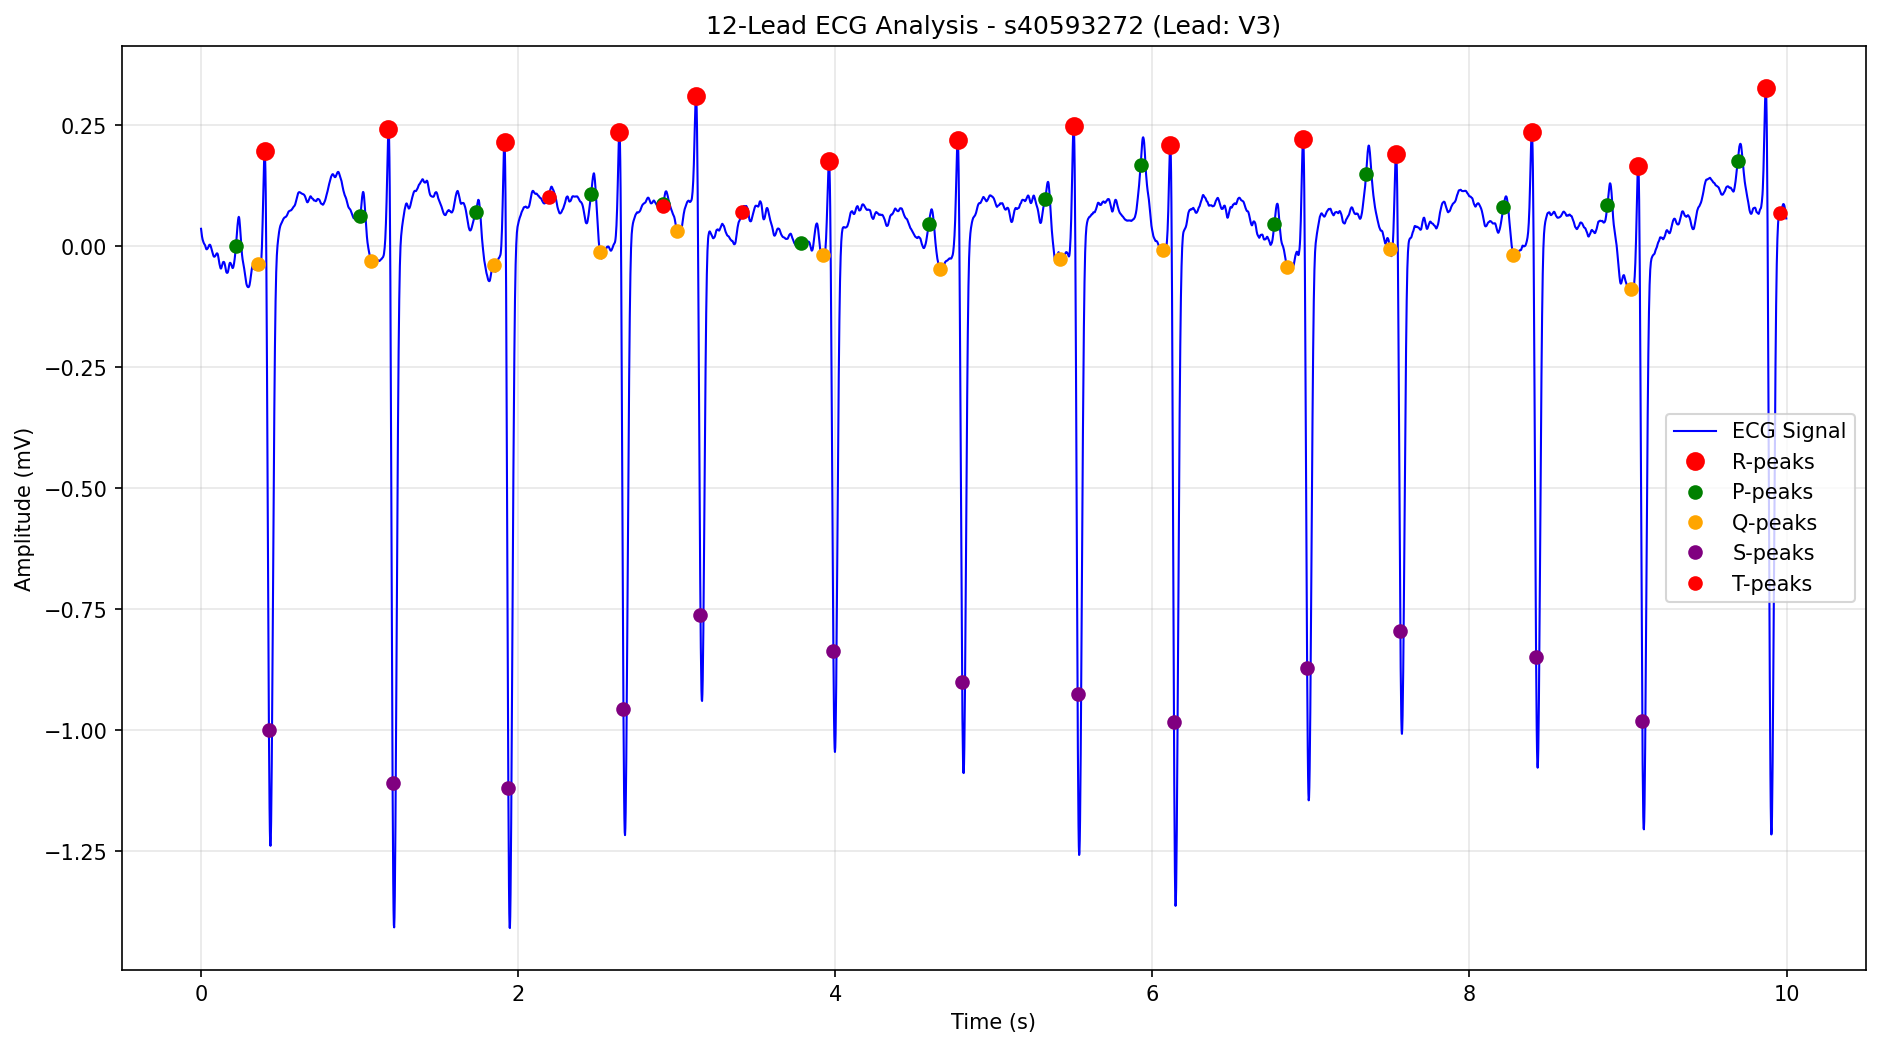 12-Lead ECG Analysis - s40593272 (Lead: V3)
Amplitude (mV)
0.25
0.00
−0.25
−0.50
−0.75
−1.00
−1.25
ECG Signal
R-peaks
P-peaks
Q-peaks
S-peaks
T-peaks
0 2 4 6 8 10
Time (s)